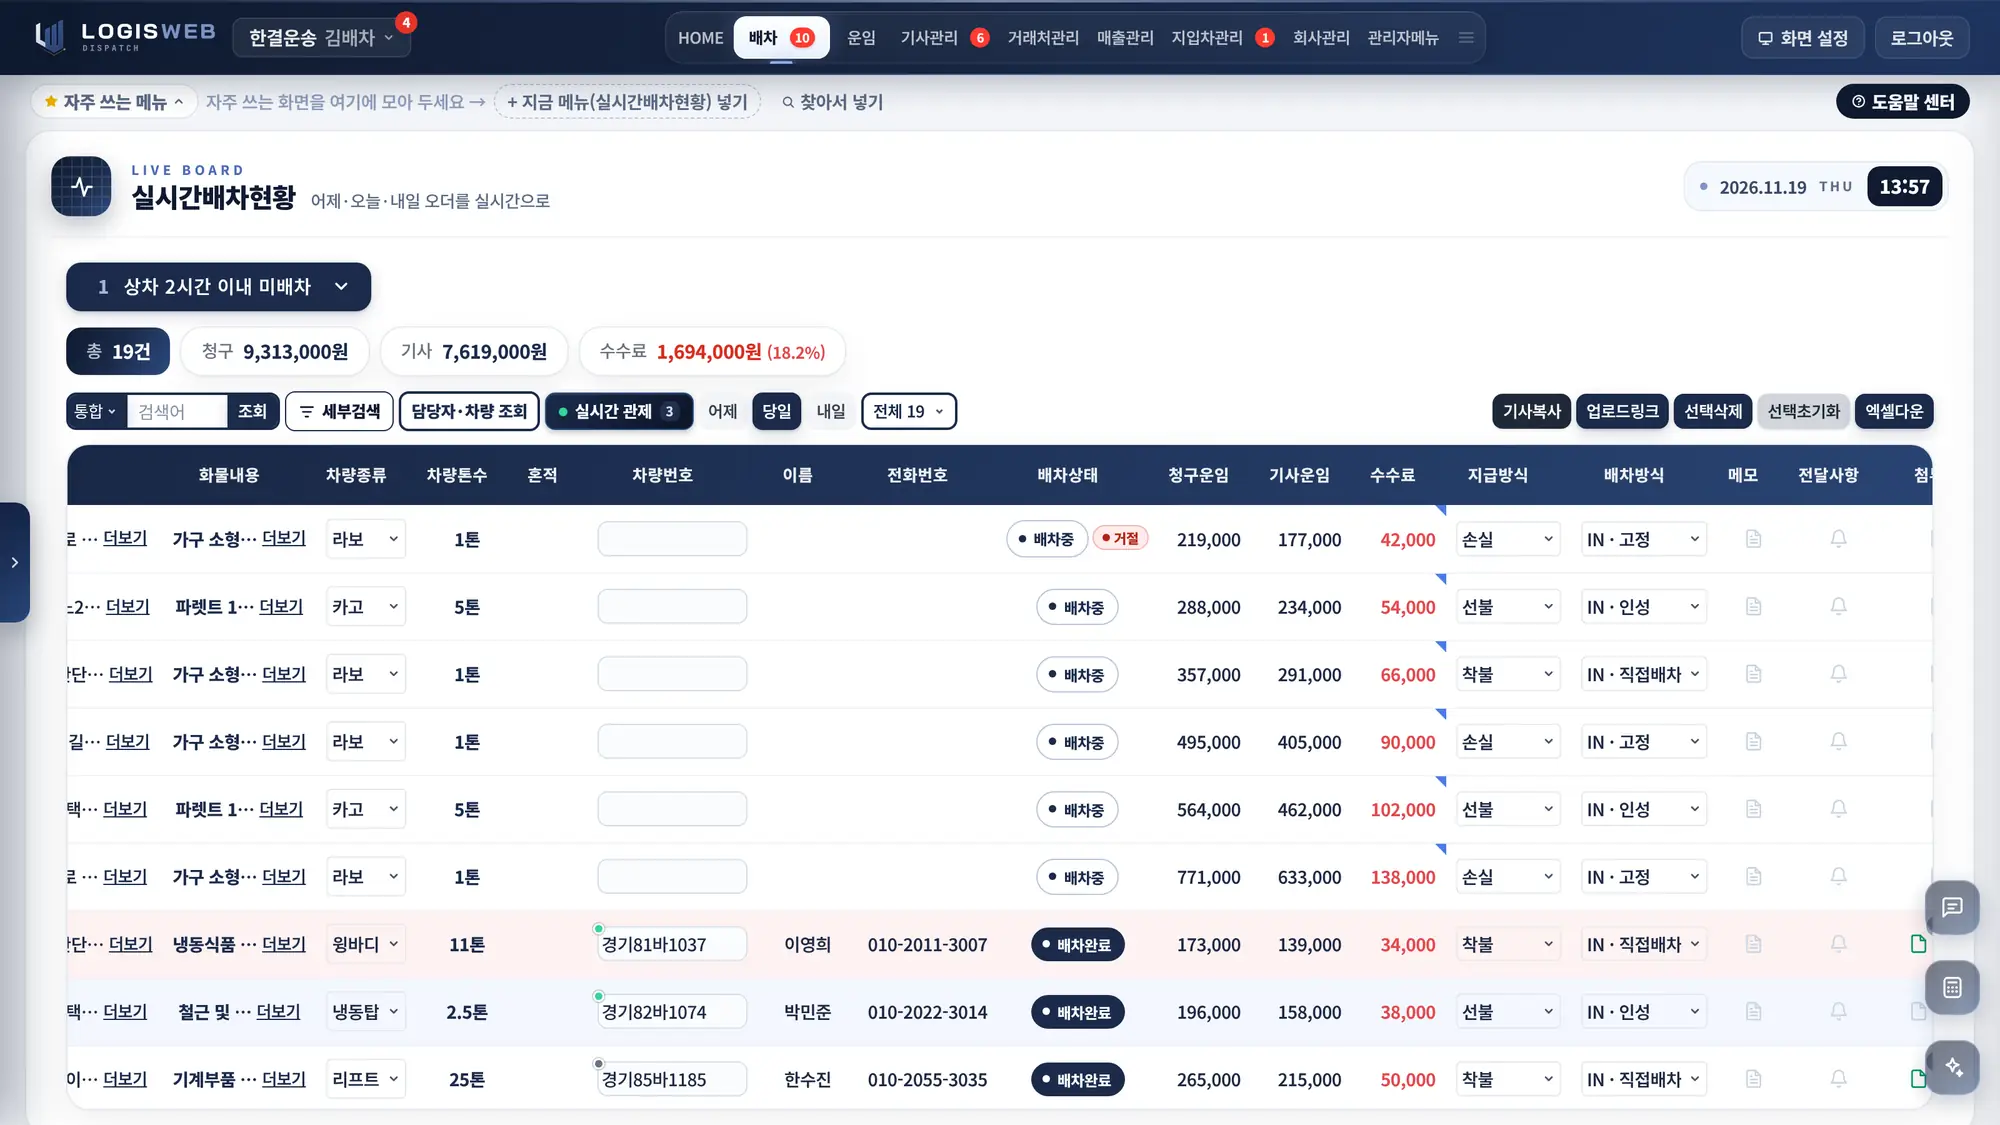 LOGISWEB
DISPATCH
한결운송 김배차 4
HOME 배차 10 운임 기사관리 6 거래처관리 매출관리 지입차관리 1 회사관리 관리자메뉴
화면 설정 로그아웃
자주 쓰는 메뉴 자주 쓰는 화면을 여기에 모아 두세요 → + 지금 메뉴(실시간배차현황) 넣기 찾아서 넣기 도움말 센터
LIVE BOARD
실시간배차현황 어제·오늘·내일 오더를 실시간으로
2026.11.19 THU 13:57
1 상차 2시간 이내 미배차
총 19건 청구 9,313,000원 기사 7,619,000원 수수료 1,694,000원 (18.2%)
통합 검색어 조회 세부검색 담당자·차량 조회 실시간 관제 3 어제 당일 내일 전체 19 기사복사 업로드링크 선택삭제 선택초기화 엑셀다운
화물내용 차량종류 차량톤수 혼적 차량번호 이름 전화번호 배차상태 청구운임 기사운임 수수료 지급방식 배차방식 메모 전달사항
로 ··· 더보기 가구 소형··· 더보기 라보 1톤 배차중 거절 219,000 177,000 42,000 손실 IN · 고정
2··· 더보기 파렛트 1··· 더보기 카고 5톤 배차중 288,000 234,000 54,000 선불 IN · 인성
단··· 더보기 가구 소형··· 더보기 라보 1톤 배차중 357,000 291,000 66,000 착불 IN · 직접배차
길··· 더보기 가구 소형··· 더보기 라보 1톤 배차중 495,000 405,000 90,000 손실 IN · 고정
택··· 더보기 파렛트 1··· 더보기 카고 5톤 배차중 564,000 462,000 102,000 선불 IN · 인성
로 ··· 더보기 가구 소형··· 더보기 라보 1톤 배차중 771,000 633,000 138,000 손실 IN · 고정
단··· 더보기 냉동식품 ··· 더보기 윙바디 11톤 경기81바1037 이영희 010-2011-3007 배차완료 173,000 139,000 34,000 착불 IN · 직접배차
택··· 더보기 철근 및 ··· 더보기 냉동탑 2.5톤 경기82바1074 박민준 010-2022-3014 배차완료 196,000 158,000 38,000 선불 IN · 인성
이··· 더보기 기계부품 ··· 더보기 리프트 25톤 경기85바1185 한수진 010-2055-3035 배차완료 265,000 215,000 50,000 착불 IN · 직접배차